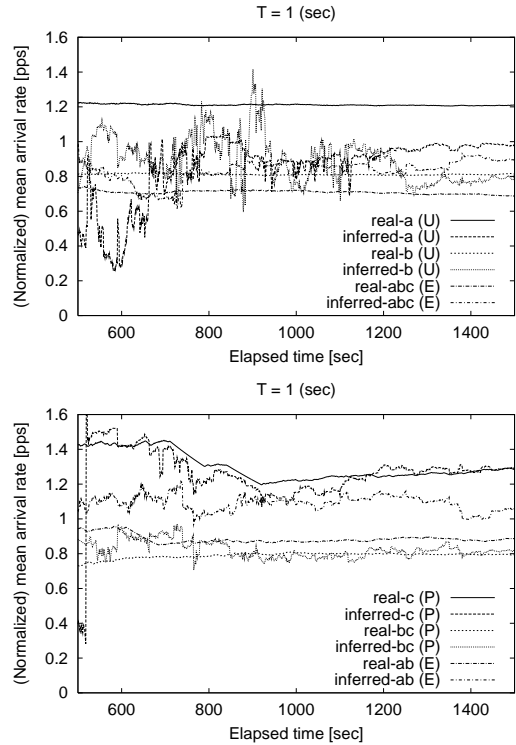 T = 1 (sec)
(Normalized) mean arrival rate [pps]
1.6
1.4
1.2
1
0.8
0.6
0.4
0.2
0
real-a (U)
inferred-a (U)
real-b (U)
inferred-b (U)
real-abc (E)
inferred-abc (E)
600 800 1000 1200 1400
Elapsed time [sec]
T = 1 (sec)
(Normalized) mean arrival rate [pps]
1.6
1.4
1.2
1
0.8
0.6
0.4
0.2
0
real-c (P)
inferred-c (P)
real-bc (P)
inferred-bc (P)
real-ab (E)
inferred-ab (E)
600 800 1000 1200 1400
Elapsed time [sec]